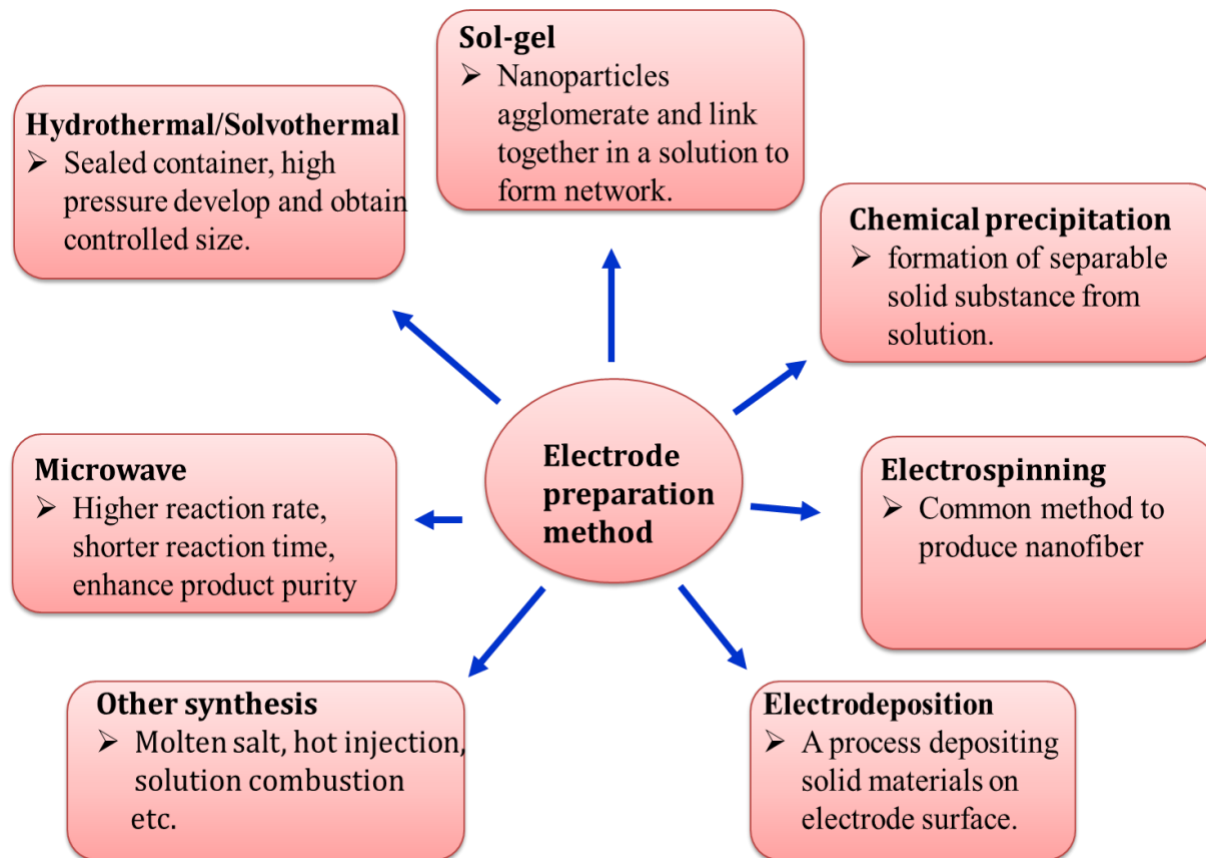 Sol-gel
➢ Nanoparticles
agglomerate and link
together in a solution to
form network.
Hydrothermal/Solvothermal
➢ Sealed container, high
pressure develop and obtain
controlled size.
Chemical precipitation
➢ formation of separable
solid substance from
solution.
Electrode
preparation
method
Microwave
➢ Higher reaction rate,
shorter reaction time,
enhance product purity
Electrospinning
➢ Common method to
produce nanofiber
Other synthesis
➢ Molten salt, hot injection,
solution combustion
etc.
Electrodeposition
➢ A process depositing
solid materials on
electrode surface.